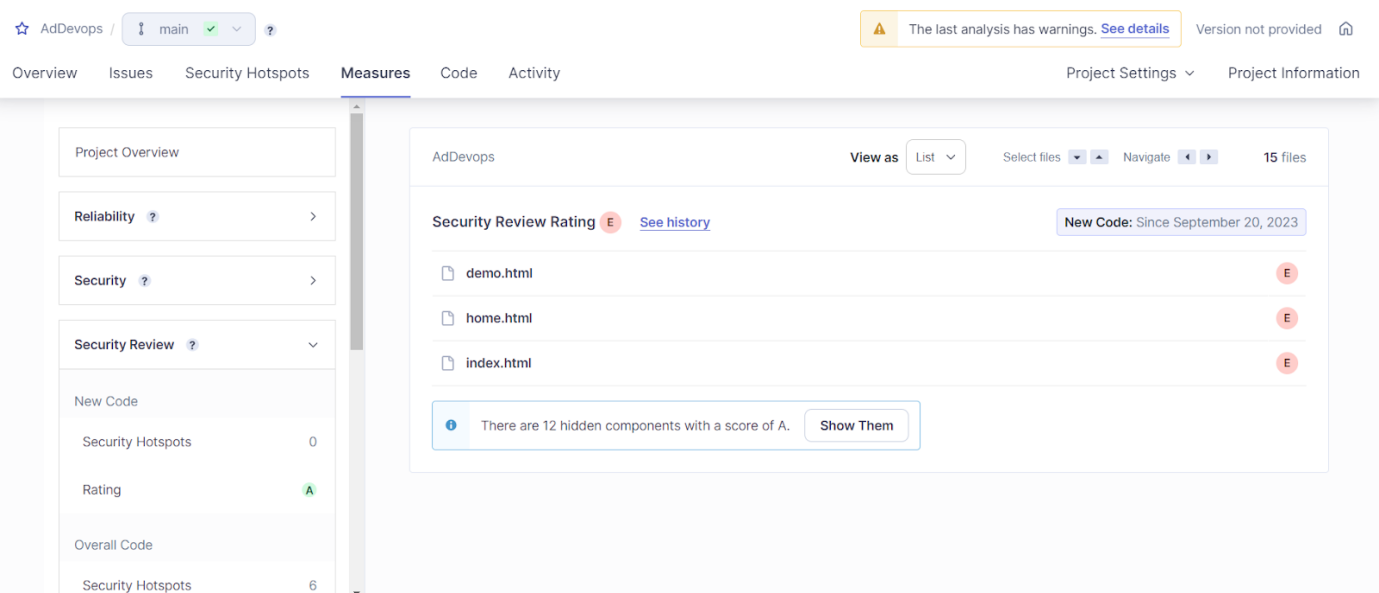 AdDevops / main ?
The last analysis has warnings. See details
Version not provided
Overview Issues Security Hotspots Measures Code Activity
Project Settings Project Information
Project Overview
Reliability ?
Security ?
Security Review ?
New Code
Security Hotspots 0
Rating A
Overall Code
Security Hotspots 6
AdDevops View as List Select files Navigate 15 files
Security Review Rating E See history New Code: Since September 20, 2023
demo.html E
home.html E
index.html E
There are 12 hidden components with a score of A. Show Them